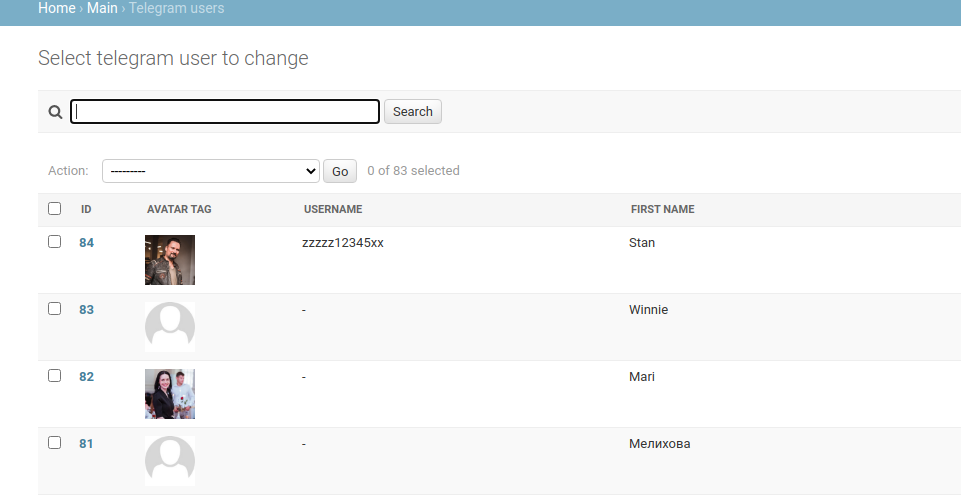 Home › Main › Telegram users
Select telegram user to change
Search
Action: --------- Go 0 of 83 selected
ID AVATAR TAG USERNAME FIRST NAME
84 zzzzz12345xx Stan
83 - Winnie
82 - Mari
81 - Мелихова